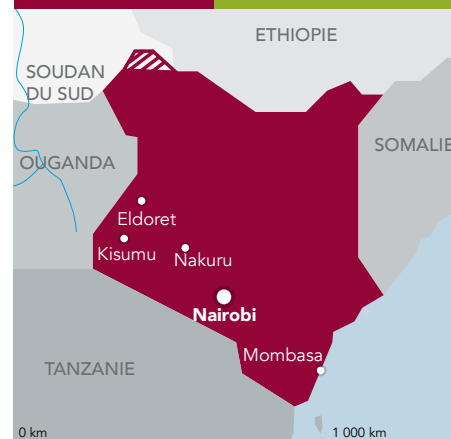 ETHIOPIE
SOUDAN
DU SUD
SOMALIE
OUGANDA
Eldoret
Kisumu
Nakuru
Nairobi
Mombasa
TANZANIE
0 km
1 000 km